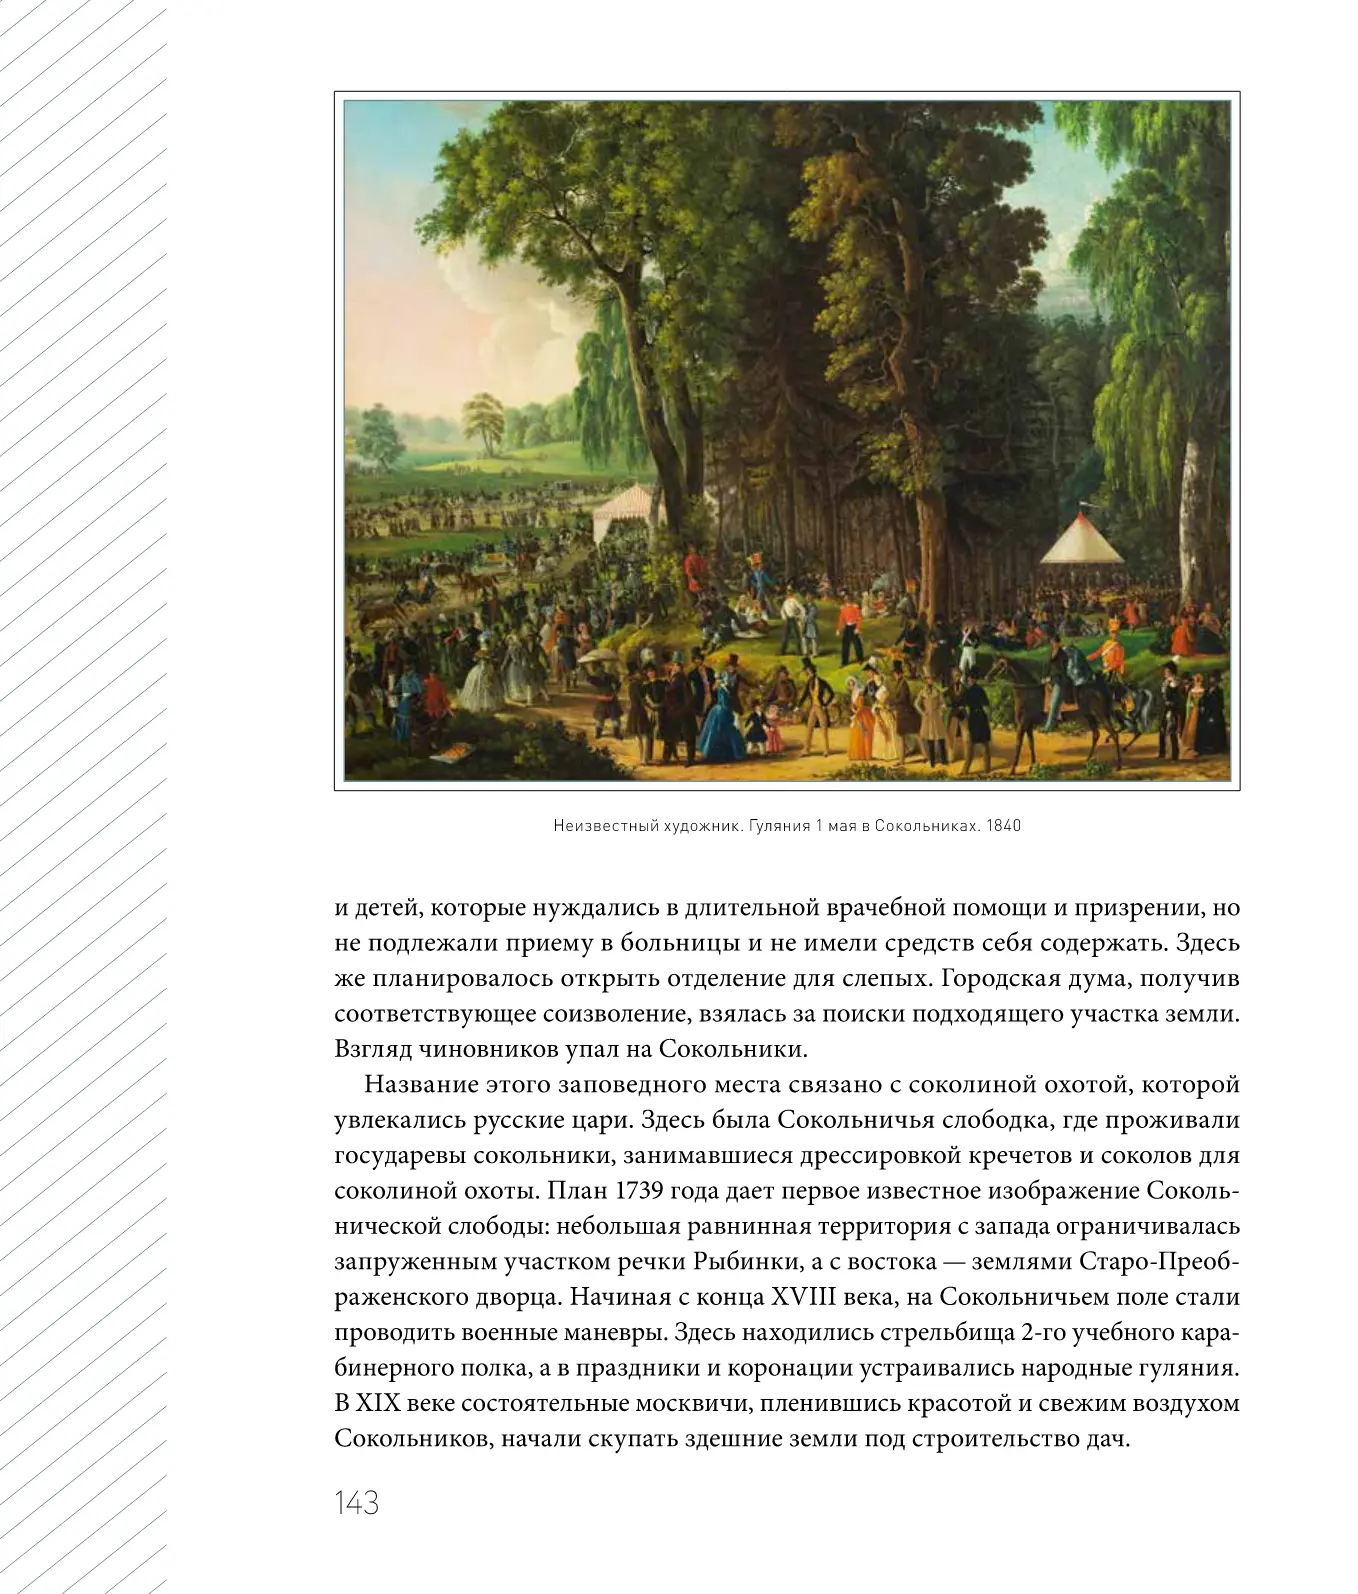 Неизвестный художник. Гуляния 1 мая в Сокольниках. 1840
и детей, которые нуждались в длительной врачебной помощи и призрении, но
не подлежали приему в больницы и не имели средств себя содержать. Здесь
же планировалось открыть отделение для слепых. Городская дума, получив
соответствующее соизволение, взялась за поиски подходящего участка земли.
Взгляд чиновников упал на Сокольники.
Название этого заповедного места связано с соколиной охотой, которой
увлекались русские цари. Здесь была Сокольничья слободка, где проживали
государевы сокольники, занимавшиеся дрессировкой кречетов и соколов для
соколиной охоты. План 1739 года дает первое известное изображение Соколь-
нической слободы: небольшая равнинная территория с запада ограничивалась
запруженным участком речки Рыбинки, а с востока — землями Старо-Преоб-
раженского дворца. Начиная с конца XVIII века, на Сокольничьем поле стали
проводить военные маневры. Здесь находились стрельбища 2-го учебного кара-
бинерного полка, а в праздники и коронации устраивались народные гуляния.
В XIX веке состоятельные москвичи, пленившись красотой и свежим воздухом
Сокольников, начали скупать здешние земли под строительство дач.
143